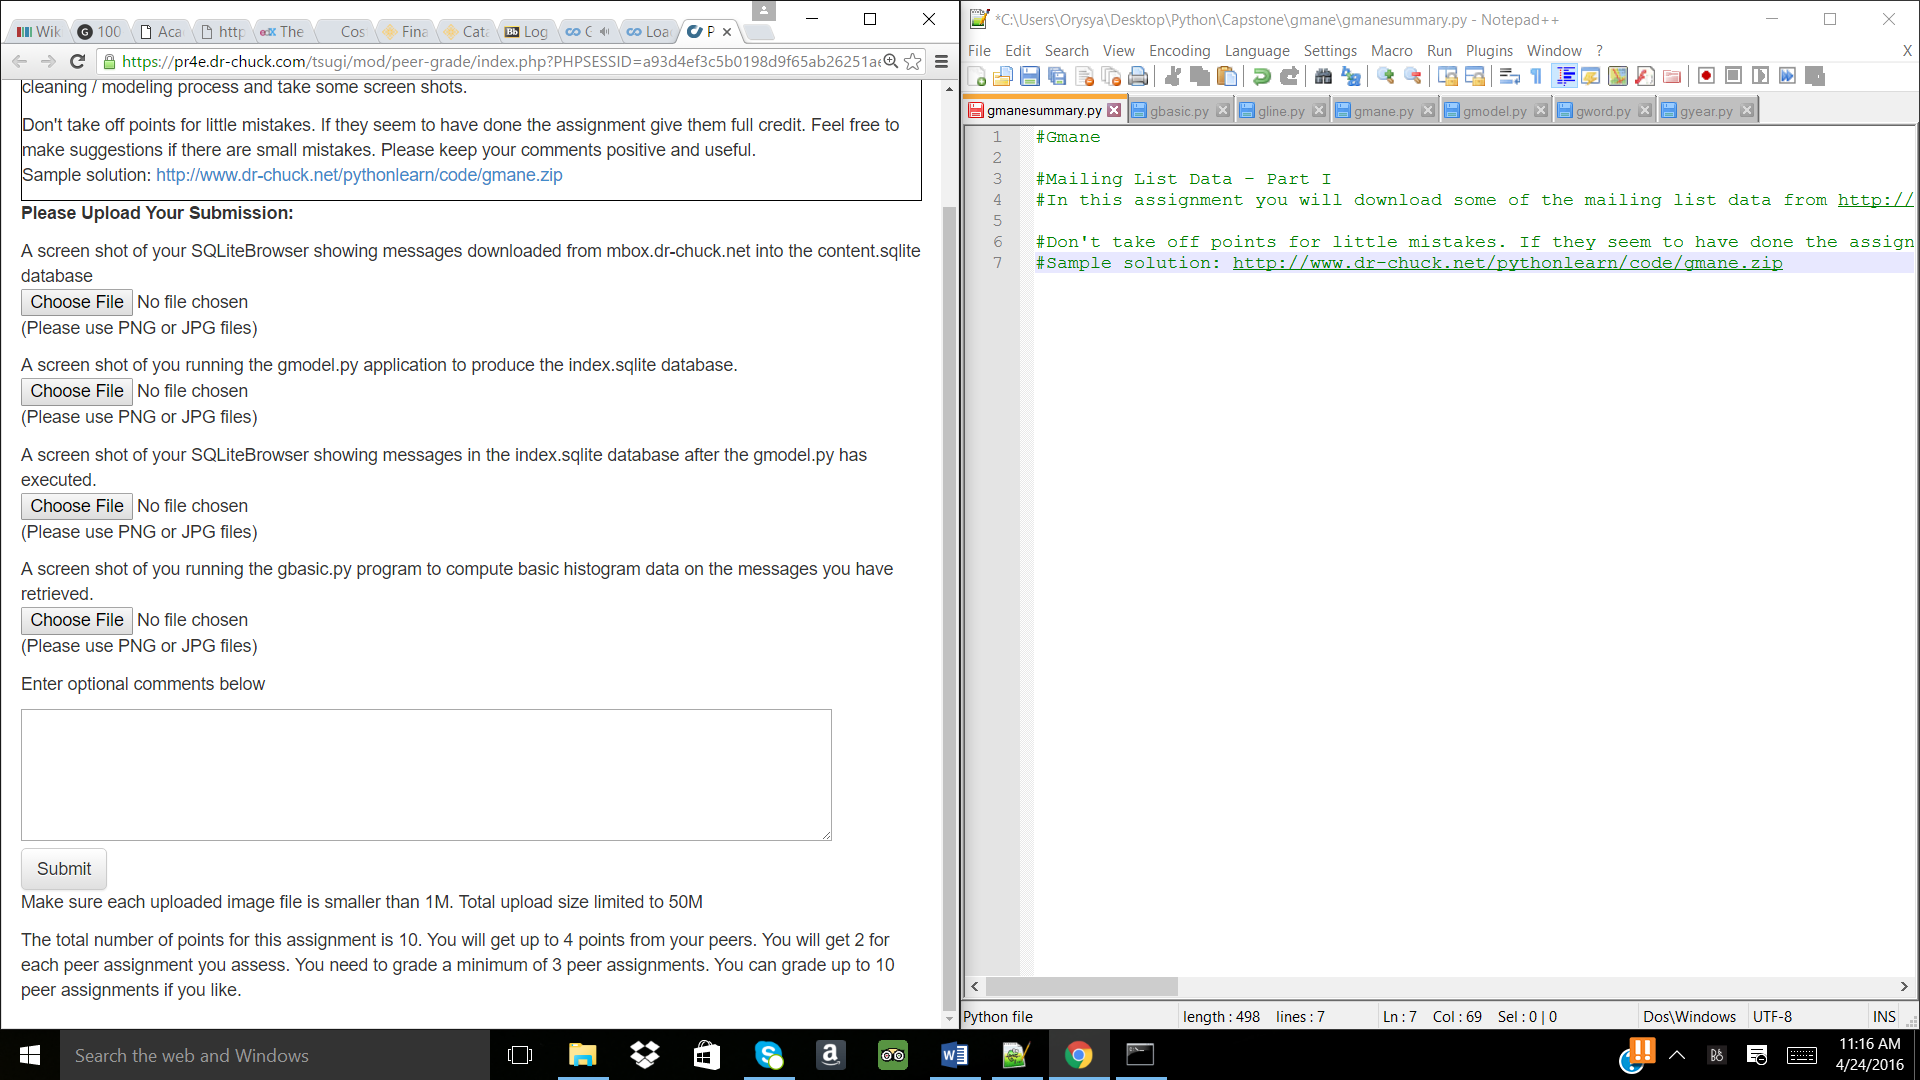 Wik
100
Aca
http
edX The
Cos
Fina
Cata
Bb Log
C
Loa
P
https://pr4e.dr-chuck.com/tsugi/mod/peer-grade/index.php?PHPSESSID=a93d4ef3c5b0198d9f65ab26251ae
cleaning / modeling process and take some screen shots.
Don't take off points for little mistakes. If they seem to have done the assignment give them full credit. Feel free to
make suggestions if there are small mistakes. Please keep your comments positive and useful.
Sample solution: http://www.dr-chuck.net/pythonlearn/code/gmane.zip
Please Upload Your Submission:
A screen shot of your SQLiteBrowser showing messages downloaded from mbox.dr-chuck.net into the content.sqlite
database
Choose File No file chosen
(Please use PNG or JPG files)
A screen shot of you running the gmodel.py application to produce the index.sqlite database.
Choose File No file chosen
(Please use PNG or JPG files)
A screen shot of your SQLiteBrowser showing messages in the index.sqlite database after the gmodel.py has
executed.
Choose File No file chosen
(Please use PNG or JPG files)
A screen shot of you running the gbasic.py program to compute basic histogram data on the messages you have
retrieved.
Choose File No file chosen
(Please use PNG or JPG files)
Enter optional comments below
Submit
Make sure each uploaded image file is smaller than 1M. Total upload size limited to 50M
The total number of points for this assignment is 10. You will get up to 4 points from your peers. You will get 2 for
each peer assignment you assess. You need to grade a minimum of 3 peer assignments. You can grade up to 10
peer assignments if you like.
*C:\Users\Orysya\Desktop\Python\Capstone\gmane\gmanesummary.py - Notepad++
File Edit Search View Encoding Language Settings Macro Run Plugins Window ? X
gmanesummary.py gbasic.py gline.py gmane.py gmodel.py gword.py gyear.py
1 #Gmane
2
3 #Mailing List Data - Part I
4 #In this assignment you will download some of the mailing list data from http://
5
6 #Don't take off points for little mistakes. If they seem to have done the assign
7 #Sample solution: http://www.dr-chuck.net/pythonlearn/code/gmane.zip
Python file length : 498 lines : 7 Ln : 7 Col : 69 Sel : 0 | 0 Dos\Windows UTF-8 INS
Search the web and Windows
11:16 AM
4/24/2016